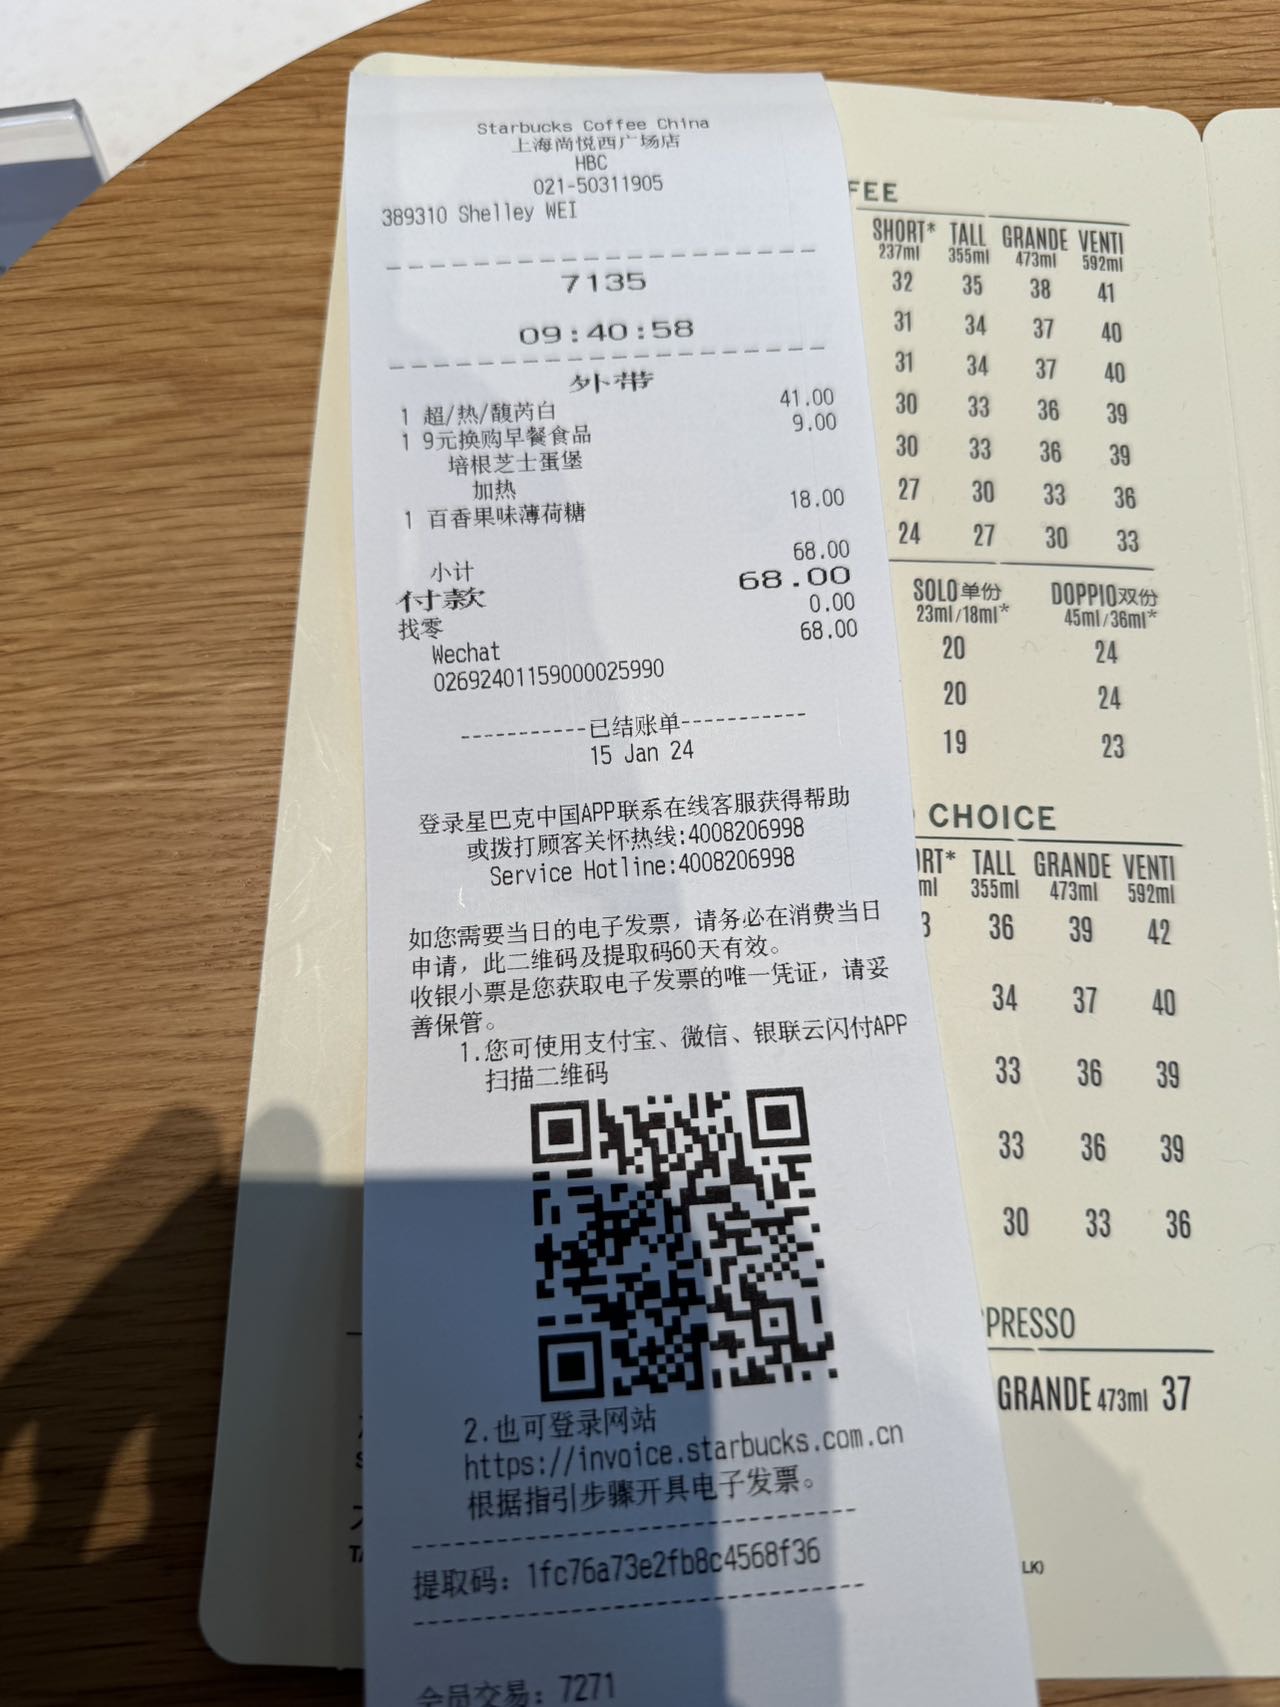 Starbucks Coffee China
上海尚悦西广场店
HBC
021-50311905
389310 Shelley WEI
7135
09:40:58
外带
1 超/热/馥芮白 41.00
1 9元换购早餐食品 9.00
培根芝士蛋堡
加热
1 百香果味薄荷糖 18.00
小计 68.00
付款 68.00
找零 0.00
Wechat 68.00
02692401159000025990
-----------已结账单-----------
15 Jan 24
登录星巴克中国APP联系在线客服获得帮助
或拨打顾客关怀热线:4008206998
Service Hotline:4008206998
如您需要当日的电子发票，请务必在消费当日
申请，此二维码及提取码60天有效。
收银小票是您获取电子发票的唯一凭证，请妥
善保管。
1.您可使用支付宝、微信、银联云闪付APP
扫描二维码
2.也可登录网站
https://invoice.starbucks.com.cn
根据指引步骤开具电子发票。
提取码：1fc76a73e2fb8c4568f36
会员交易：7271
FEE
SHORT* TALL GRANDE VENTI
237ml 355ml 473ml 592ml
32 35 38 41
31 34 37 40
31 34 37 40
30 33 36 39
30 33 36 39
27 30 33 36
24 27 30 33
SOLO单份 DOPPIO双份
23ml/18ml* 45ml/36ml*
20 24
20 24
19 23
CHOICE
RT* TALL GRANDE VENTI
ml 355ml 473ml 592ml
3 36 39 42
34 37 40
33 36 39
33 36 39
30 33 36
PRESSO
GRANDE 473ml 37
LK)